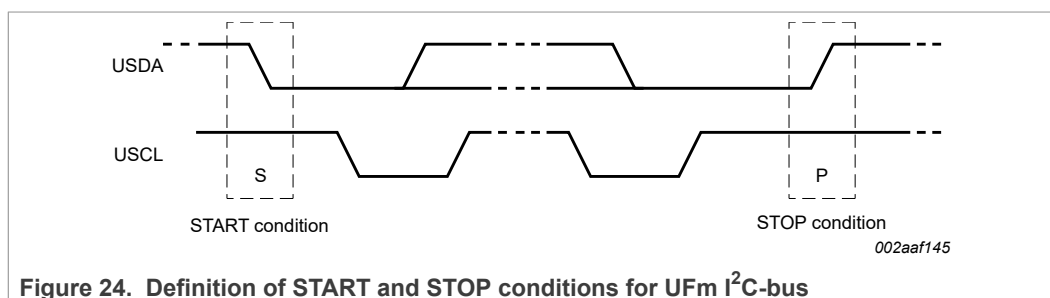 USDA
USCL
S
P
START condition
STOP condition
002aaf145
Figure 24. Definition of START and STOP conditions for UFm I²C-bus